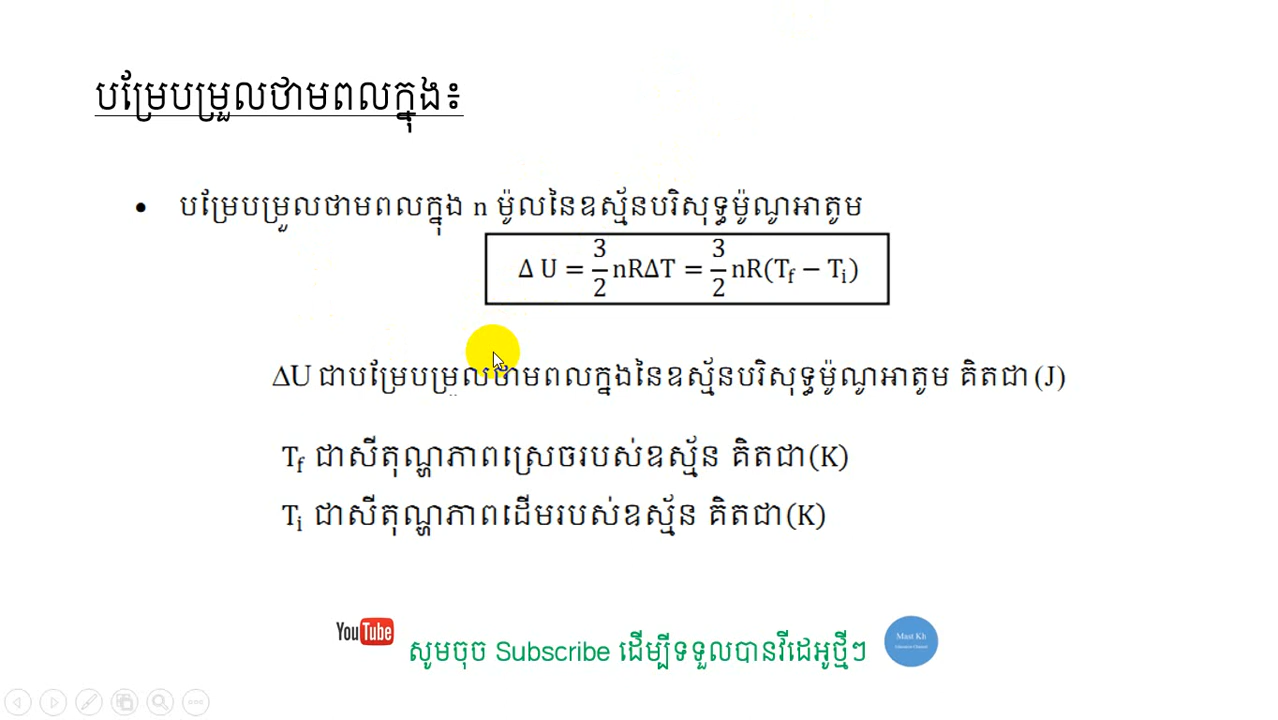 បម្រែបម្រួលថាមពលក្នុង៖
• បម្រែបម្រួលថាមពលក្នុង n ម៉ូលនៃឧស្ម័នបរិសុទ្ធម៉ូណូអាតូម
Δ U = 3/2 nRΔT = 3/2 nR(Tf − Ti)
ΔU ជាបម្រែបម្រួលថាមពលក្នុងនៃឧស្ម័នបរិសុទ្ធម៉ូណូអាតូម គិតជា (J)
Tf ជាសីតុណ្ហភាពស្រេចរបស់ឧស្ម័ន គិតជា (K)
Ti ជាសីតុណ្ហភាពដើមរបស់ឧស្ម័ន គិតជា (K)
YouTube
សូមចុច Subscribe ដើម្បីទទួលបានវីដេអូថ្មីៗ
Mast Kh